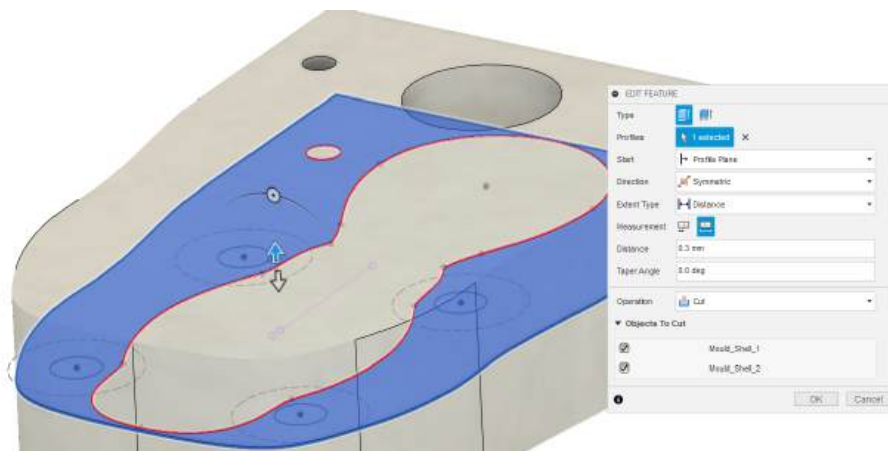 EDIT FEATURE
Type
Profiles 1 selected
Start Profile Plane
Direction Symmetric
Extent Type Distance
Measurement
Distance 0.3 mm
Taper Angle 0.0 deg
Operation Cut
Objects To Cut
Mould_Shell_1
Mould_Shell_2
OK Cancel